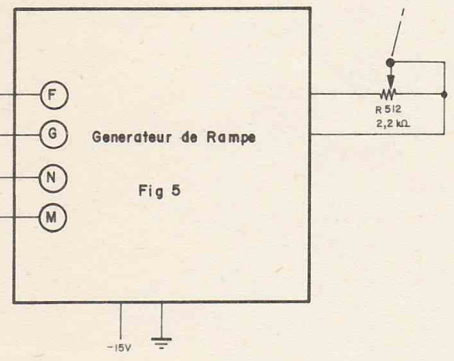 F
G
Generateur de Rampe
N
Fig 5
M
R 512
2,2 kΩ
-15V